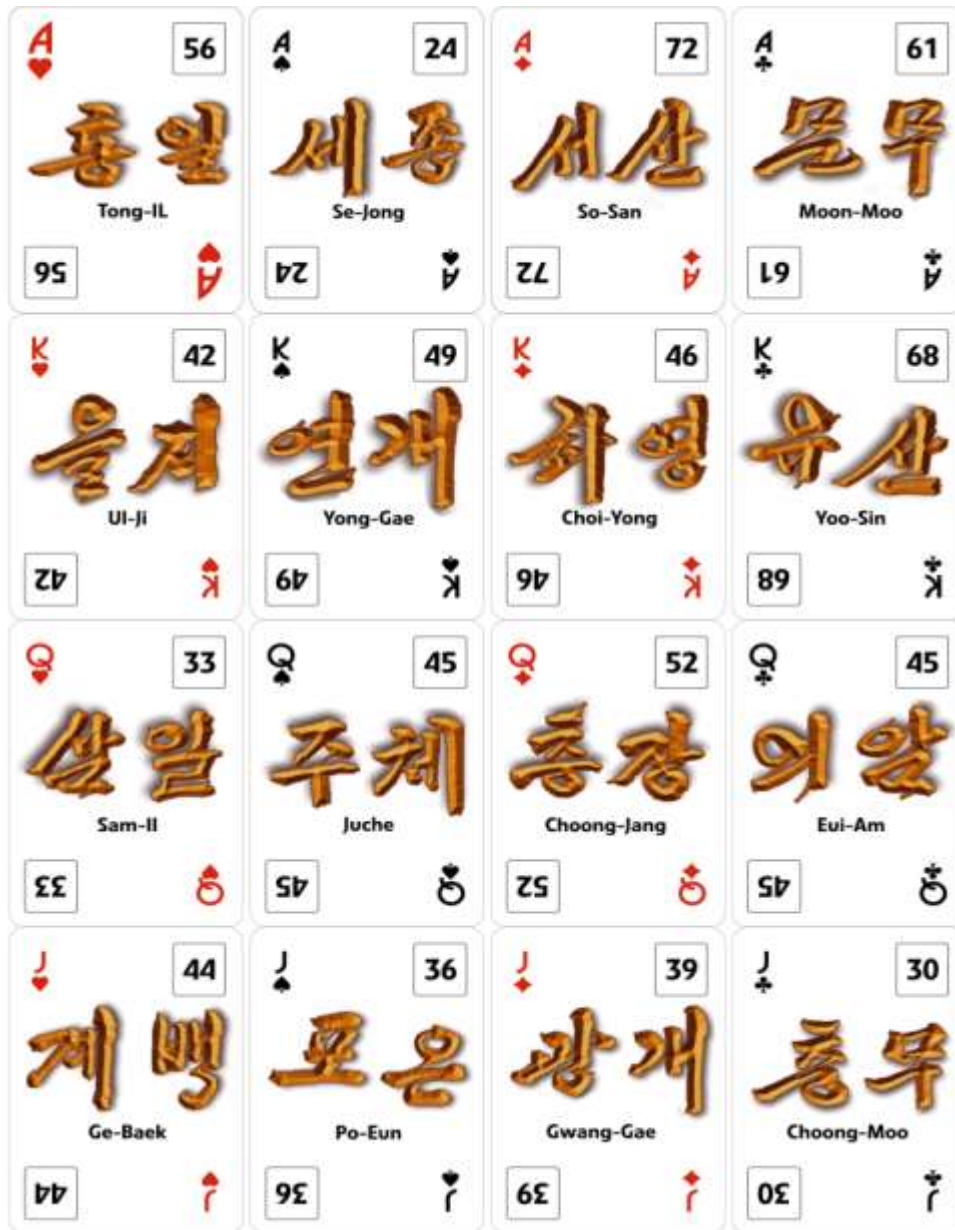 A
56
통일
Tong-IL
56
A
A
24
세종
Se-Jong
24
A
A
72
서산
So-San
72
A
A
61
문무
Moon-Moo
61
A
K
42
을지
Ul-Ji
42
K
K
49
연개
Yong-Gae
49
K
K
46
최영
Choi-Yong
46
K
K
68
유신
Yoo-Sin
68
K
Q
33
삼일
Sam-Il
33
Q
Q
45
주체
Juche
45
Q
Q
52
충장
Choong-Jang
52
Q
Q
45
의암
Eui-Am
45
Q
J
44
계백
Ge-Baek
44
J
J
36
포은
Po-Eun
36
J
J
39
광개
Gwang-Gae
39
J
J
30
충무
Choong-Moo
30
J